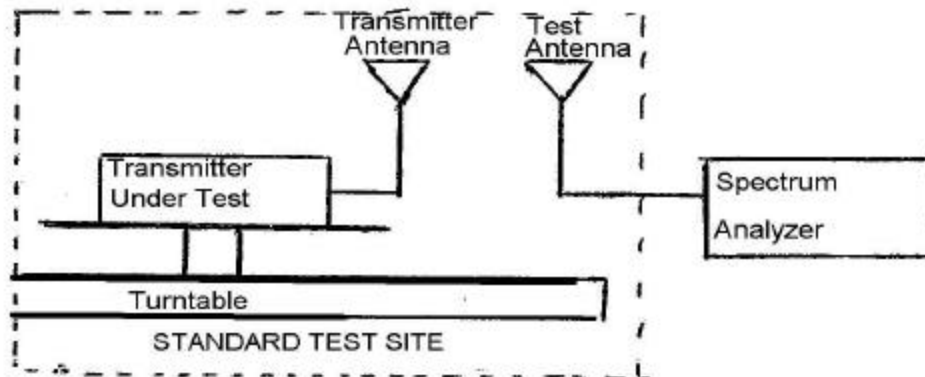 Transmitter
Antenna
Test
Antenna
Transmitter
Under Test
Spectrum
Analyzer
Turntable
STANDARD TEST SITE